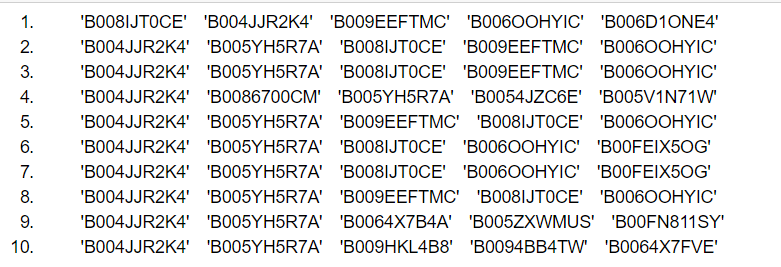 1. 'B008IJT0CE' 'B004JJR2K4' 'B009EEFTMC' 'B006OOHYIC' 'B006D1ONE4'
2. 'B004JJR2K4' 'B005YH5R7A' 'B008IJT0CE' 'B009EEFTMC' 'B006OOHYIC'
3. 'B004JJR2K4' 'B005YH5R7A' 'B008IJT0CE' 'B009EEFTMC' 'B006OOHYIC'
4. 'B004JJR2K4' 'B0086700CM' 'B005YH5R7A' 'B0054JZC6E' 'B005V1N71W'
5. 'B004JJR2K4' 'B005YH5R7A' 'B009EEFTMC' 'B008IJT0CE' 'B006OOHYIC'
6. 'B004JJR2K4' 'B005YH5R7A' 'B008IJT0CE' 'B006OOHYIC' 'B00FEIX5OG'
7. 'B004JJR2K4' 'B005YH5R7A' 'B008IJT0CE' 'B006OOHYIC' 'B00FEIX5OG'
8. 'B004JJR2K4' 'B005YH5R7A' 'B009EEFTMC' 'B008IJT0CE' 'B006OOHYIC'
9. 'B004JJR2K4' 'B005YH5R7A' 'B0064X7B4A' 'B005ZXWMUS' 'B00FN811SY'
10. 'B004JJR2K4' 'B005YH5R7A' 'B009HKL4B8' 'B0094BB4TW' 'B0064X7FVE'